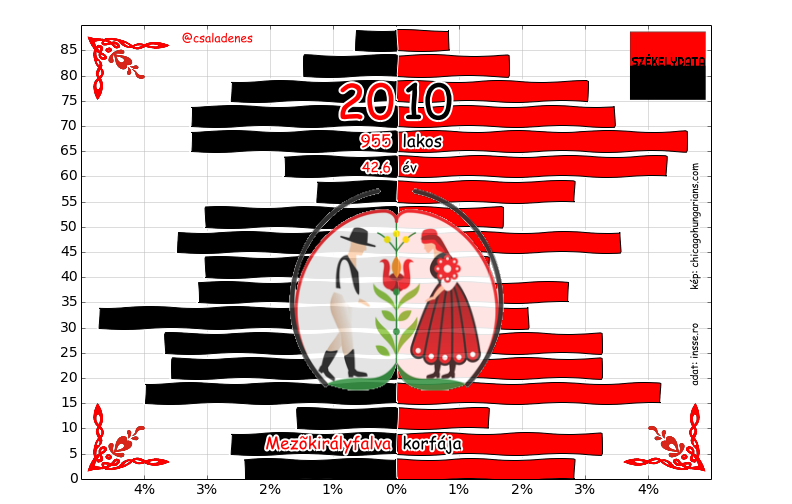 @csaladenes
SZÉKELYDATA
2010
955 lakos
42.6 év
kép: chicagohungarians.com
adat: insse.ro
Mezőkirályfalva korfája
85
80
75
70
65
60
55
50
45
40
35
30
25
20
15
10
5
0
4% 3% 2% 1% 0% 1% 2% 3% 4%